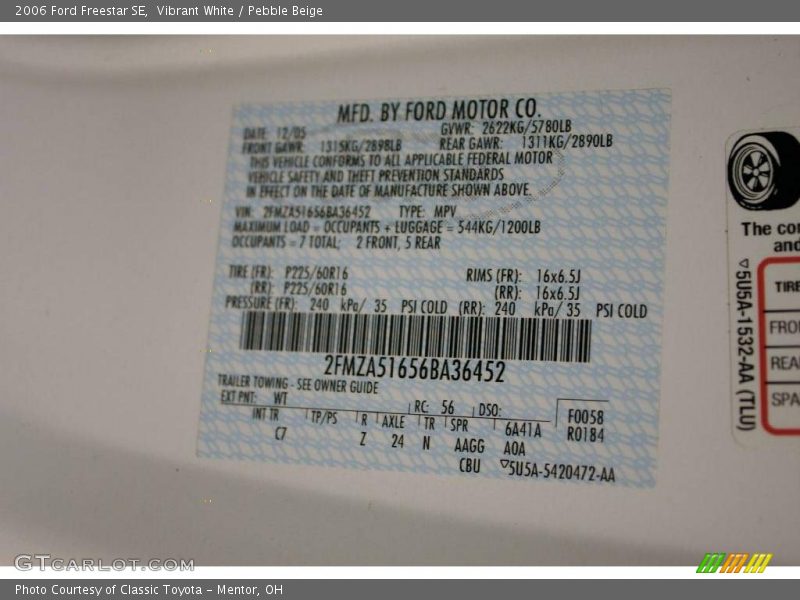 2006 Ford Freestar SE,  Vibrant White / Pebble Beige
MFD. BY FORD MOTOR CO.
DATE: 12/05 GVWR: 2622KG/5780LB
FRONT GAWR: 1315KG/2898LB REAR GAWR: 1311KG/2890LB
THIS VEHICLE CONFORMS TO ALL APPLICABLE FEDERAL MOTOR
VEHICLE SAFETY AND THEFT PREVENTION STANDARDS
IN EFFECT ON THE DATE OF MANUFACTURE SHOWN ABOVE.
VIN: 2FMZA51656BA36452 TYPE: MPV
MAXIMUM LOAD = OCCUPANTS + LUGGAGE = 544KG/1200LB
OCCUPANTS = 7 TOTAL; 2 FRONT, 5 REAR
TIRE (FR): P225/60R16 RIMS (FR): 16x6.5J
(RR): P225/60R16 (RR): 16x6.5J
PRESSURE (FR): 240 kPa/ 35 PSI COLD (RR): 240 kPa/ 35 PSI COLD
2FMZA51656BA36452
TRAILER TOWING - SEE OWNER GUIDE
EXT PNT: WT RC: 56 DSO: F0058
INT TR TP/PS R AXLE TR SPR 6A41A R0184
C7 Z 24 N AAGG A0A
CBU ▽5U5A-5420472-AA
The con
and
▽5U5A-1532-AA (TLU)
TIRE
FRO
REA
SPA
GTCARLOT.COM
Photo Courtesy of Classic Toyota - Mentor, OH